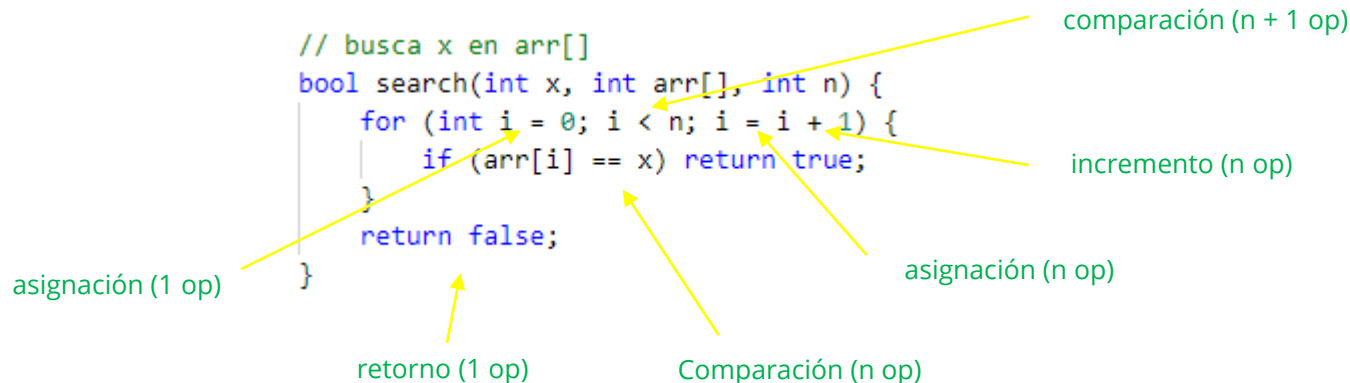 comparación (n + 1 op)
// busca x en arr[]
bool search(int x, int arr[], int n) {
for (int i = 0; i < n; i = i + 1) {
if (arr[i] == x) return true;
}
return false;
}
incremento (n op)
asignación (n op)
asignación (1 op)
retorno (1 op)
Comparación (n op)